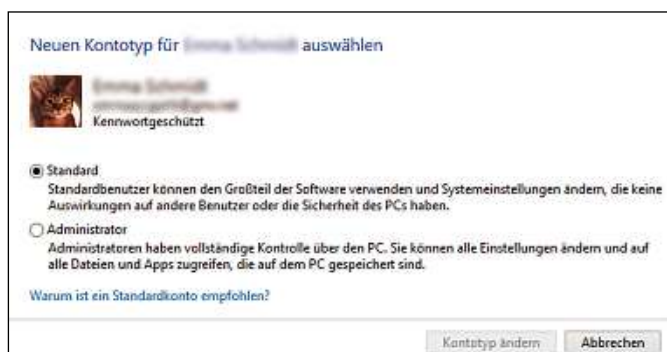 Neuen Kontotyp für auswählen
Kennwortgeschützt
Standard
Standardbenutzer können den Großteil der Software verwenden und Systemeinstellungen ändern, die keine
Auswirkungen auf andere Benutzer oder die Sicherheit des PCs haben.
Administrator
Administratoren haben vollständige Kontrolle über den PC. Sie können alle Einstellungen ändern und auf
alle Dateien und Apps zugreifen, die auf dem PC gespeichert sind.
Warum ist ein Standardkonto empfohlen?
Kontotyp ändern Abbrechen